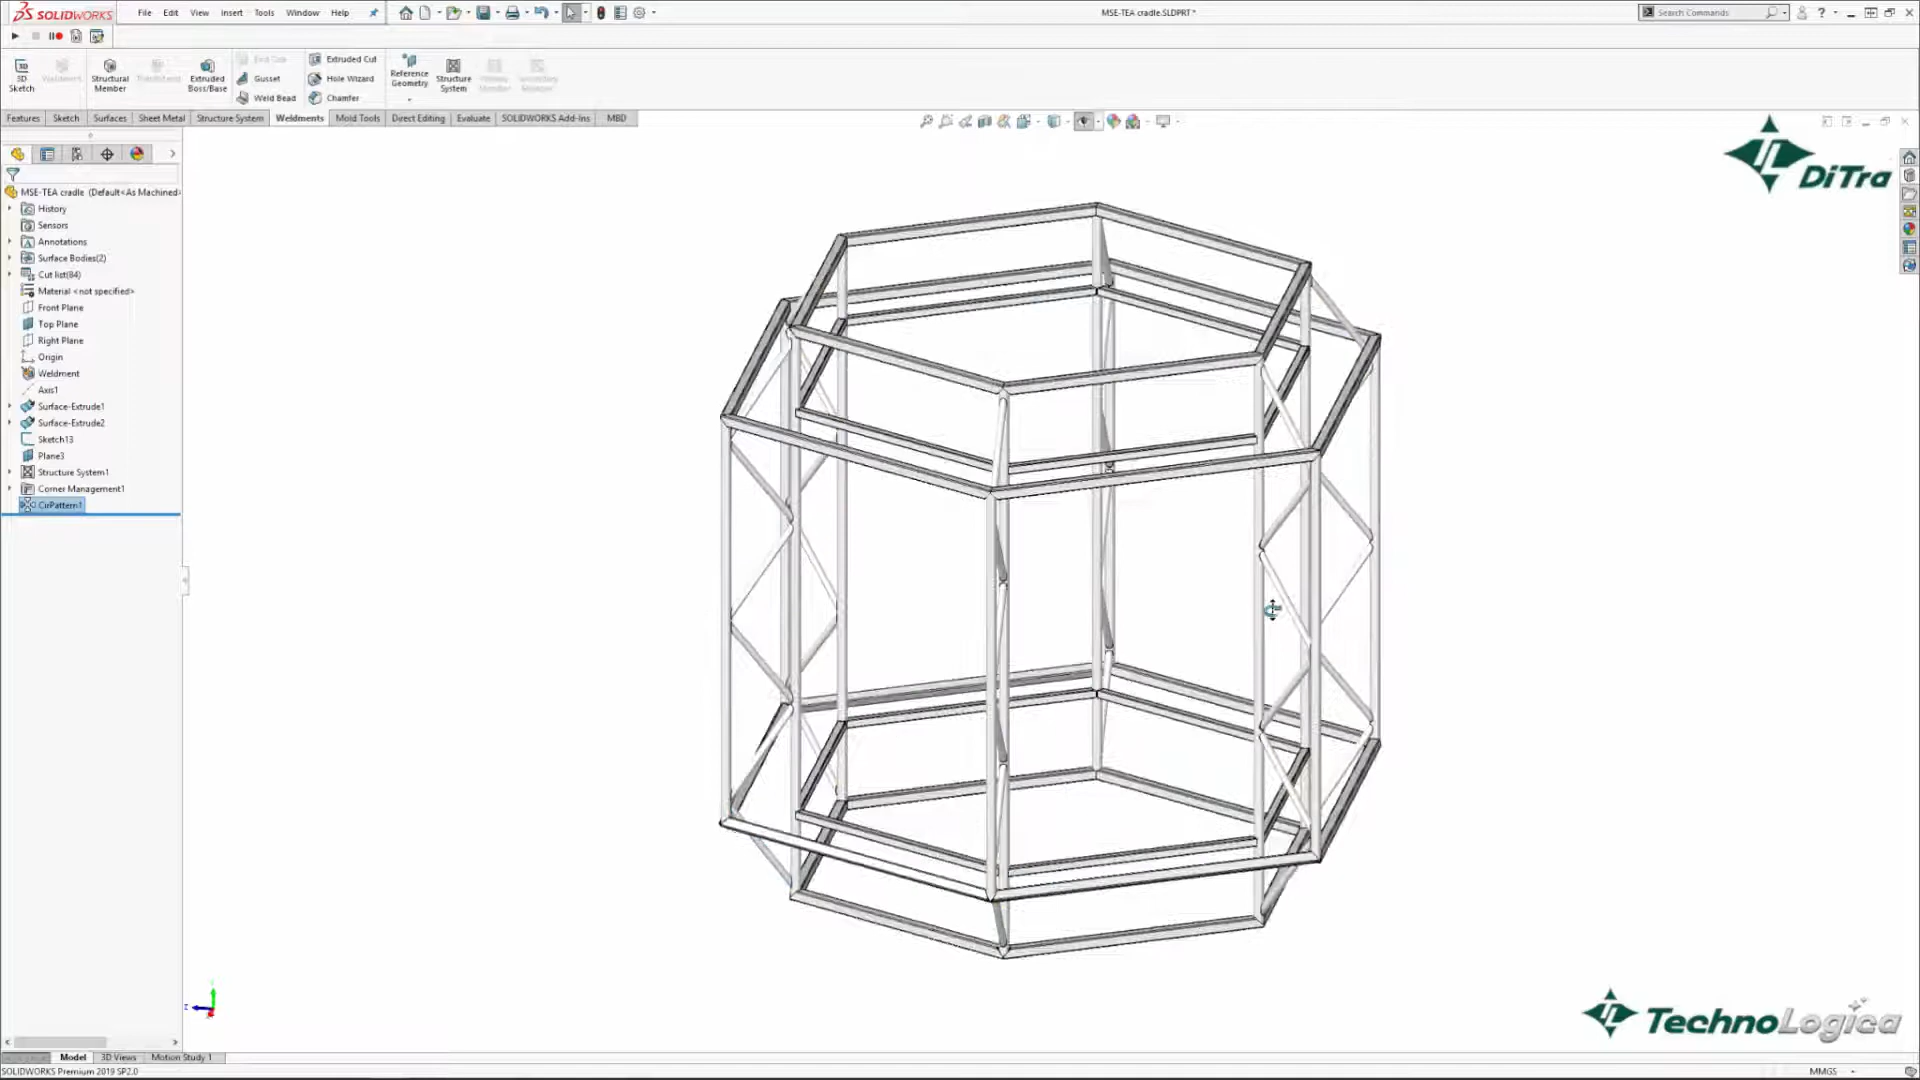 SOLIDWORKS File Edit View Insert Tools Window Help
MSE-TEA cradle.SLDPRT *
Search Commands
3D Sketch
Weldment
Structural Member
Trim/Extend
Extruded Boss/Base
End Cap
Gusset
Weld Bead
Extruded Cut
Hole Wizard
Chamfer
Reference Geometry
Structure System
Primary Member
Secondary Member
Features Sketch Surfaces Sheet Metal Structure System Weldments Mold Tools Direct Editing Evaluate SOLIDWORKS Add-Ins MBD
DiTra
MSE-TEA cradle (Default<As Machined>
History
Sensors
Annotations
Surface Bodies(2)
Cut list(84)
Material <not specified>
Front Plane
Top Plane
Right Plane
Origin
Weldment
Axis1
Surface-Extrude1
Surface-Extrude2
Sketch13
Plane3
Structure System1
Corner Management1
CirPattern1
TechnoLogica
Model 3D Views Motion Study 1
SOLIDWORKS Premium 2019 SP2.0
MMGS